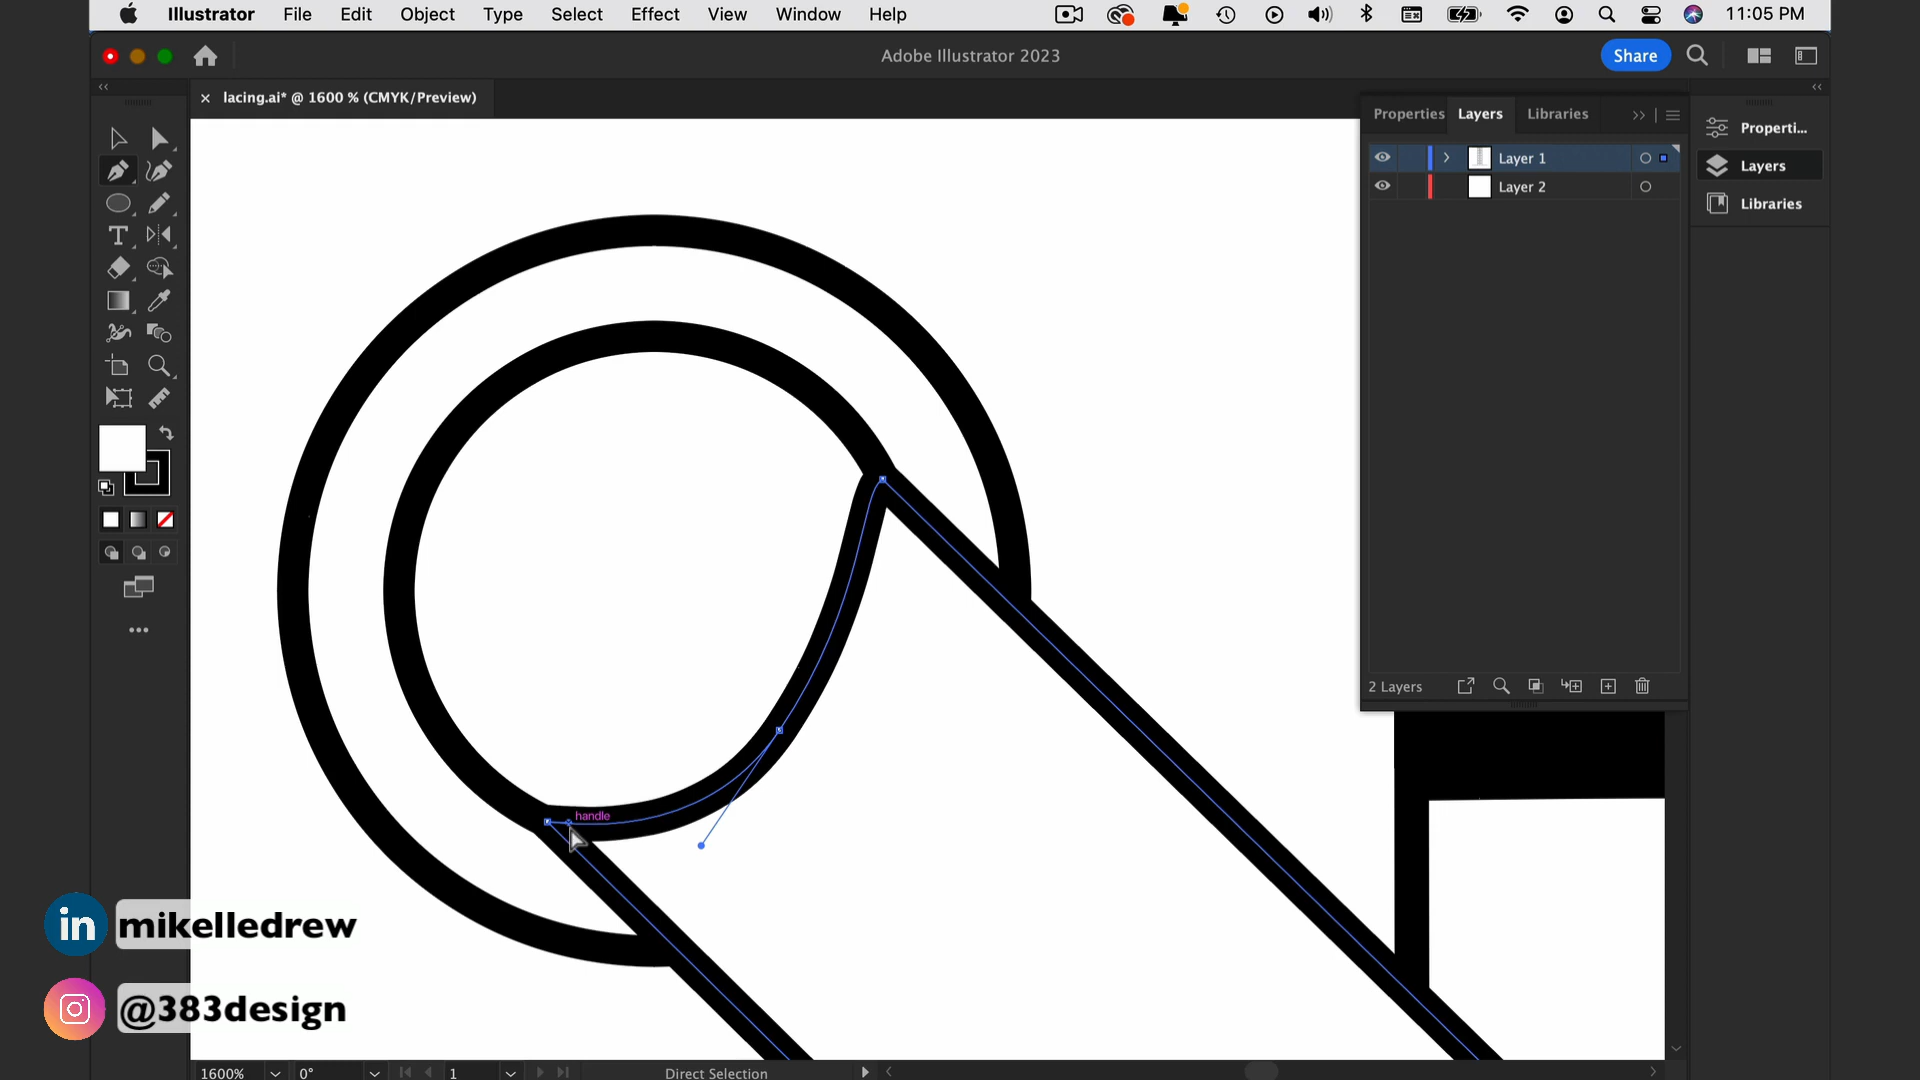 Illustrator File Edit Object Type Select Effect View Window Help 11:05 PM
Adobe Illustrator 2023
Share
lacing.ai* @ 1600 % (CMYK/Preview)
Properties Layers Libraries
Properti...
Layer 1
Layers
Layer 2
Libraries
T
2 Layers
handle
in mikelledrew
@383design
1600% 0° 1 Direct Selection